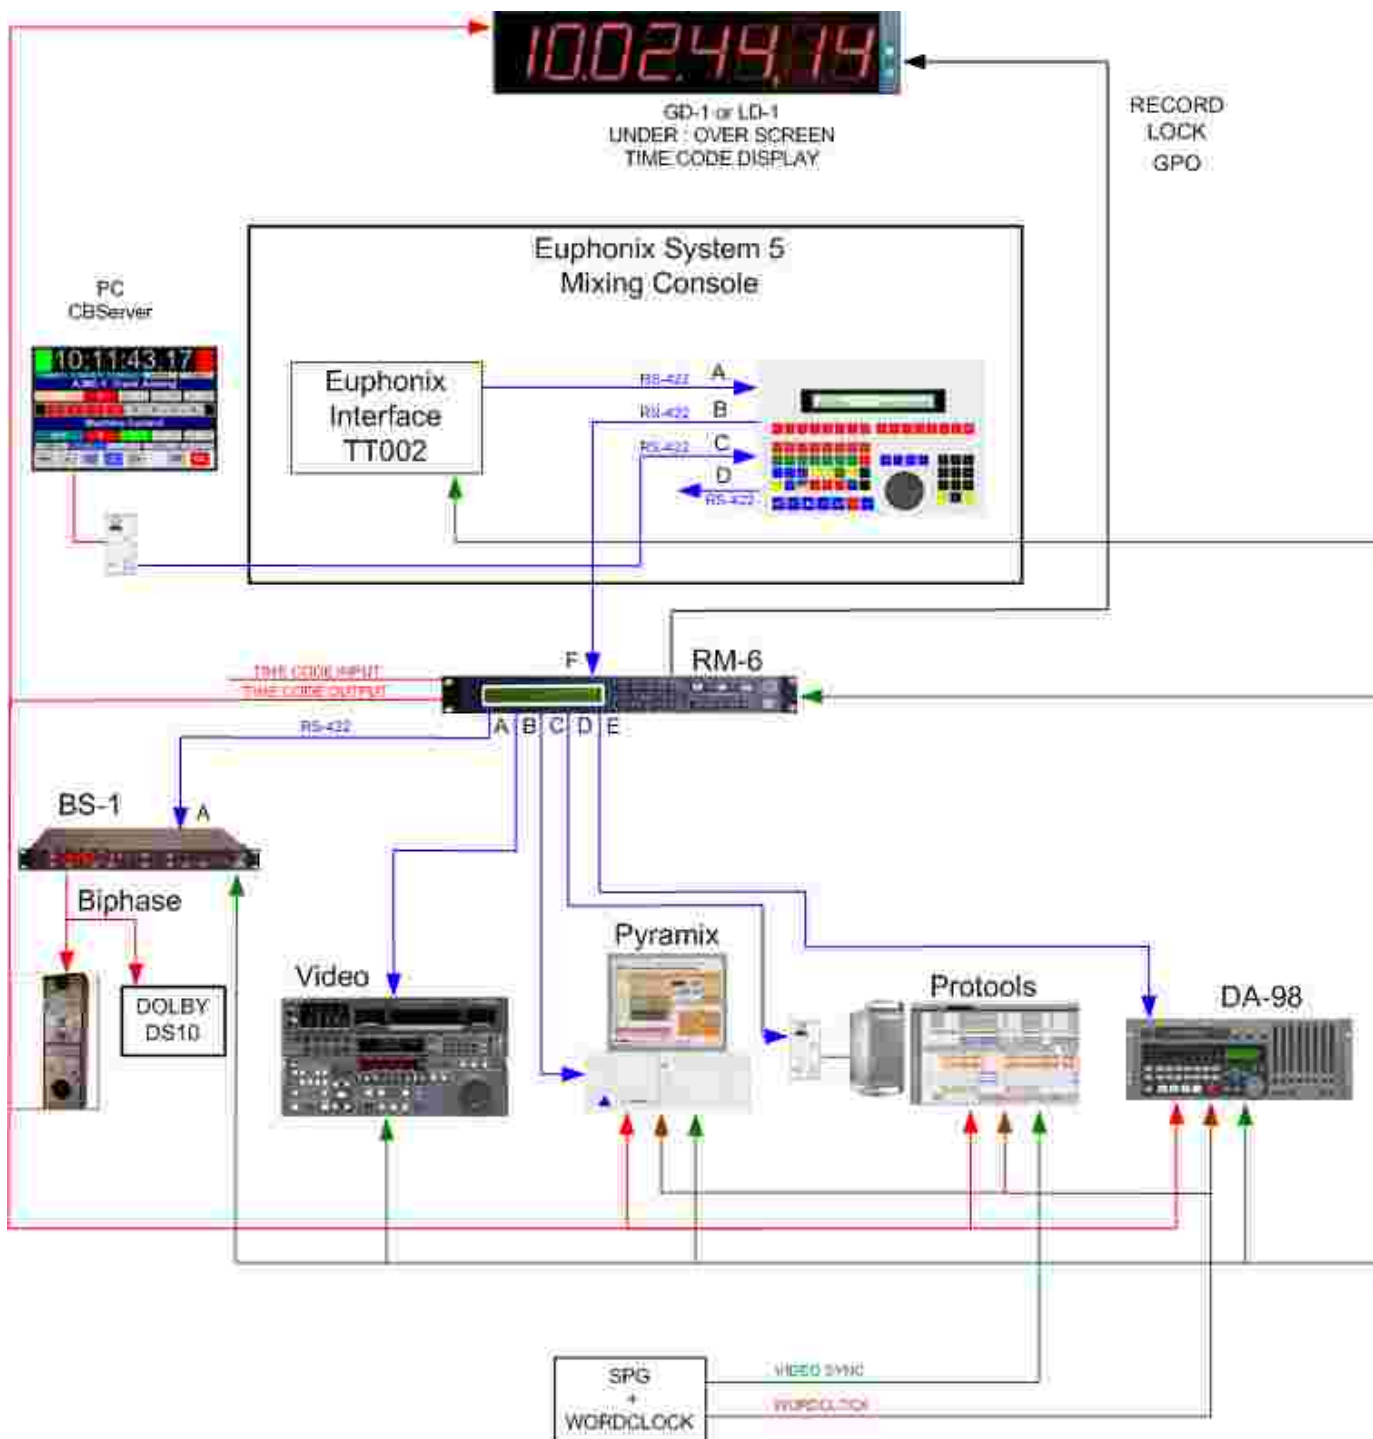 10.02.44.14
GD-1 or LD-1
UNDER : OVER SCREEN
TIME CODE DISPLAY
RECORD
LOCK
GPO
Euphonix System 5
Mixing Console
PC
CBServer
10:11:43:17
Machine Control
Euphonix
Interface
TT002
RS-422 A
RS-422 B
RS-422 C
D
RS-422
F
RM-6
TIME CODE INPUT
TIME CODE OUTPUT
RS-422
A B C D E
BS-1
A
Biphase
DOLBY
DS10
Video
Pyramix
Protools
DA-98
SPG
+
WORDCLOCK
VIDEO SYNC
WORDCLOCK